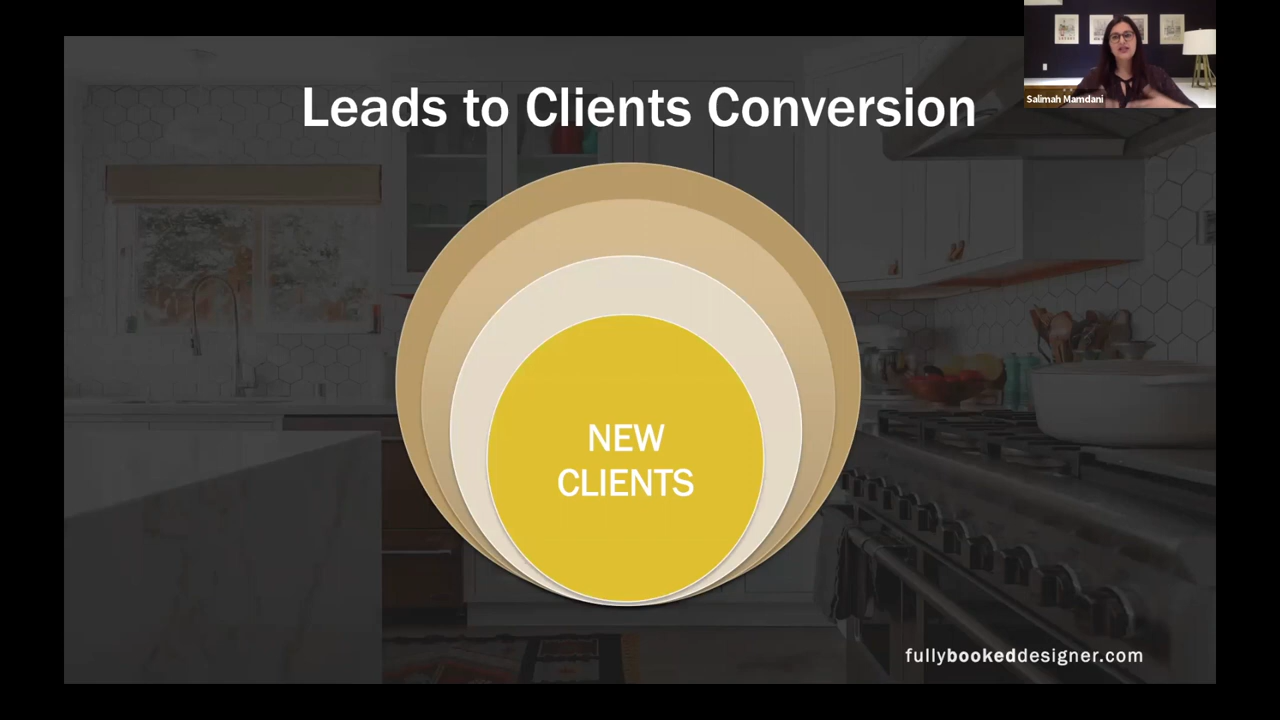 Leads to Clients Conversion
Salimah Mamdani
NEW
CLIENTS
fullybookeddesigner.com